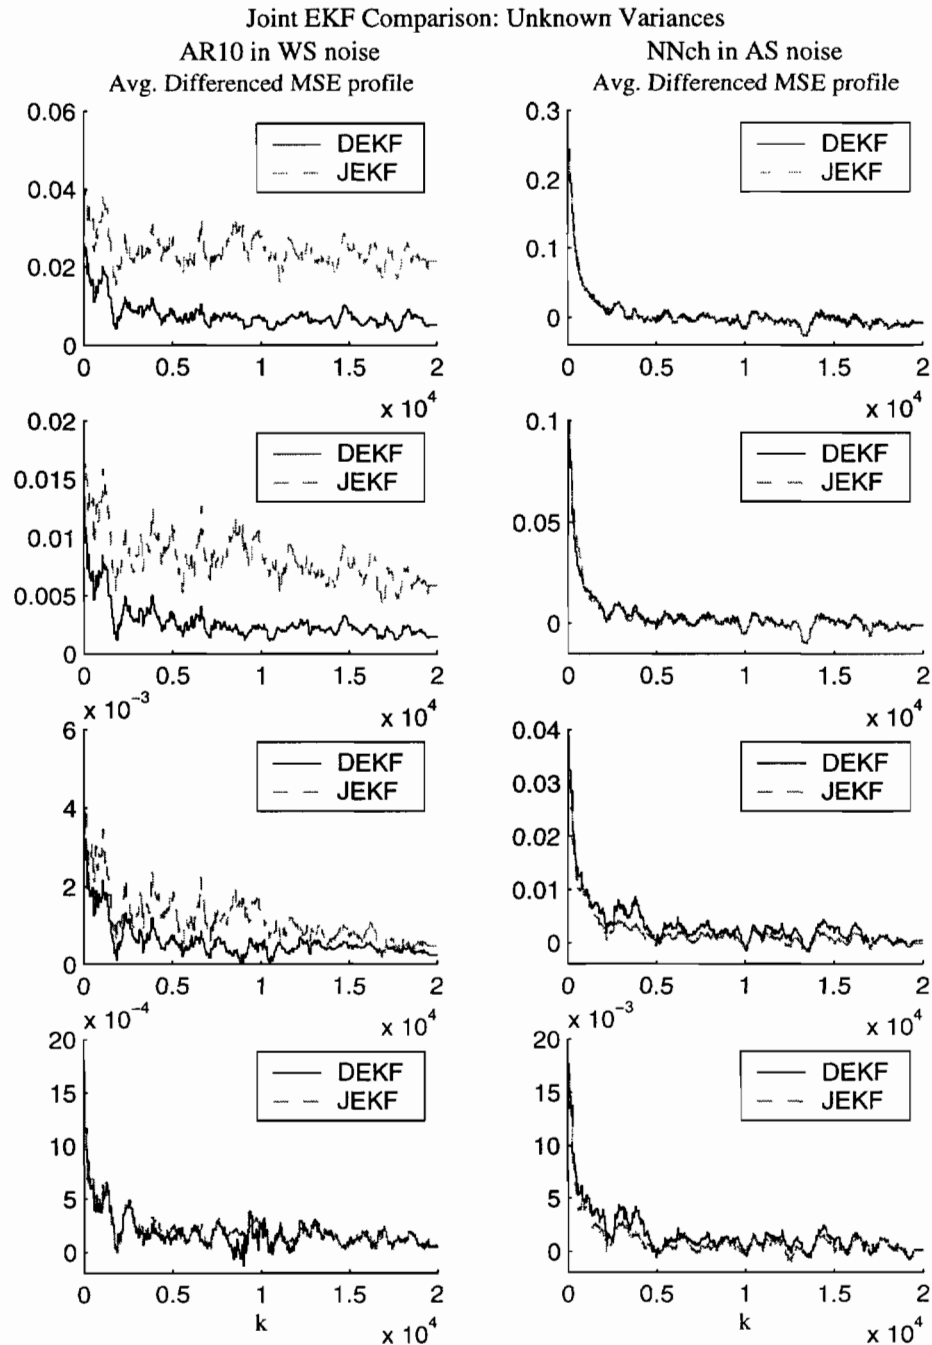 Joint EKF Comparison: Unknown Variances
AR10 in WS noise
Avg. Differenced MSE profile
0.06
0.04
0.02
0
DEKF
JEKF
0 0.5 1 1.5 2
x 10^4
NNch in AS noise
Avg. Differenced MSE profile
0.3
0.2
0.1
0
DEKF
JEKF
0 0.5 1 1.5 2
x 10^4
0.02
0.015
0.01
0.005
0
DEKF
JEKF
0 0.5 1 1.5 2
x 10^4
0.1
0.05
0
DEKF
JEKF
0 0.5 1 1.5 2
x 10^4
x 10^-3
6
4
2
0
DEKF
JEKF
0 0.5 1 1.5 2
x 10^4
0.04
0.03
0.02
0.01
0
DEKF
JEKF
0 0.5 1 1.5 2
x 10^4
x 10^-4
20
15
10
5
0
DEKF
JEKF
0 0.5 1 1.5 2
k
x 10^4
x 10^-3
20
15
10
5
0
DEKF
JEKF
0 0.5 1 1.5 2
k
x 10^4